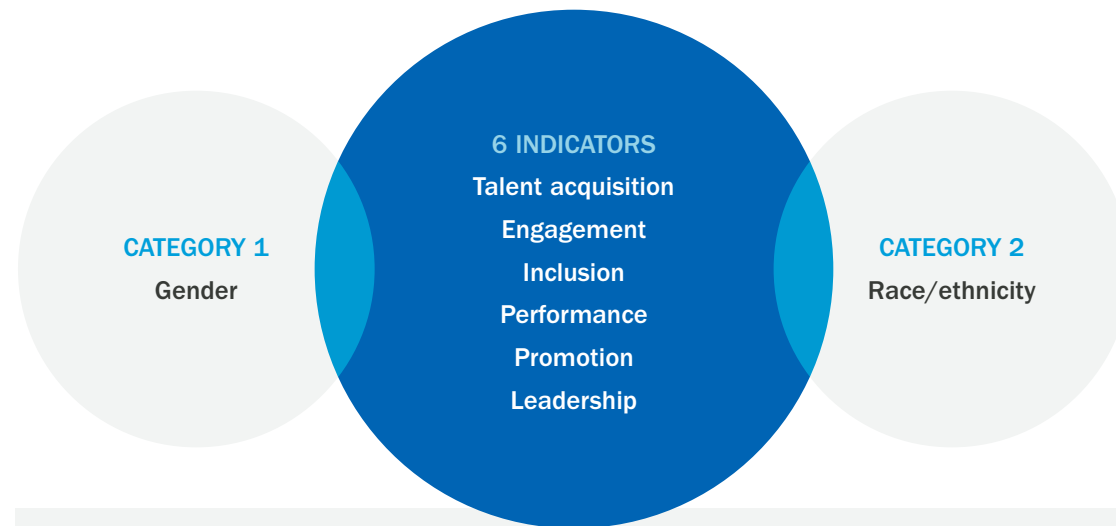 CATEGORY 1
Gender
6 INDICATORS
Talent acquisition
Engagement
Inclusion
Performance
Promotion
Leadership
CATEGORY 2
Race/ethnicity